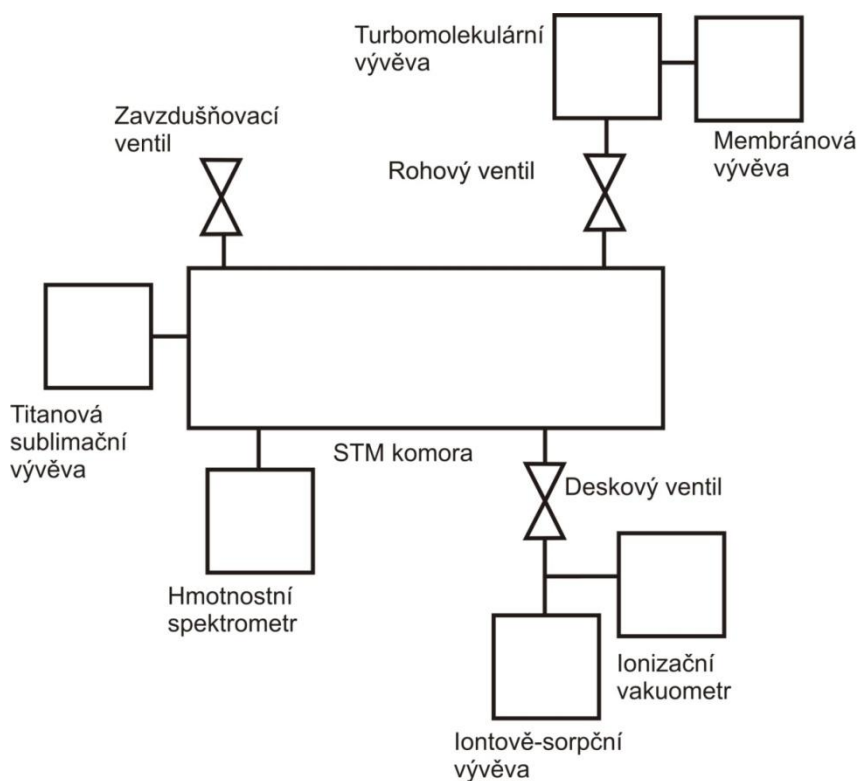 Turbomolekulární
vývěva
Zavzdušňovací
ventil
Membránová
vývěva
Rohový ventil
Titanová
sublimační
vývěva
STM komora
Deskový ventil
Hmotnostní
spektrometr
Ionizační
vakuometr
Iontově-sorpční
vývěva